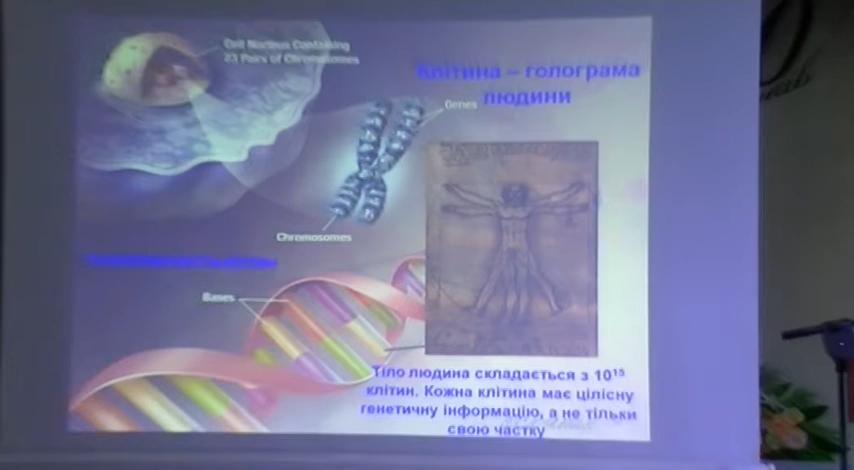 Cell Nucleus Containing
23 Pairs of Chromosomes
Клітина – голограма
людини
Genes
Chromosomes
Bases
Тіло людина складається з 10¹⁵
клітин. Кожна клітина має цілісну
генетичну інформацію, а не тільки
свою частку